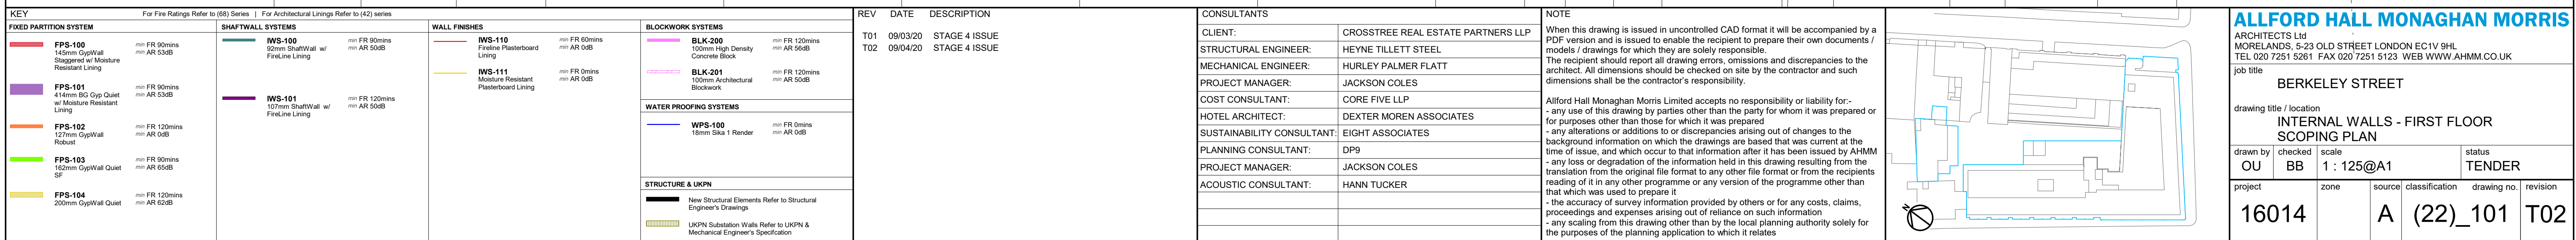 KEY
For Fire Ratings Refer to (68) Series | For Architectural Linings Refer to (42) series
FIXED PARTITION SYSTEM
FPS-100
145mm GypWall
Staggered w/ Moisture
Resistant Lining
min FR 90mins
min AR 53dB
FPS-101
414mm BG Gyp Quiet
w/ Moisture Resistant
Lining
min FR 90mins
min AR 53dB
FPS-102
127mm GypWall
Robust
min FR 120mins
min AR 0dB
FPS-103
162mm GypWall Quiet
SF
min FR 90mins
min AR 65dB
FPS-104
200mm GypWall Quiet
min FR 120mins
min AR 62dB
SHAFTWALL SYSTEMS
IWS-100
92mm ShaftWall w/
FireLine Lining
min FR 90mins
min AR 50dB
IWS-101
107mm ShaftWall w/
FireLine Lining
min FR 120mins
min AR 50dB
WALL FINISHES
IWS-110
Fireline Plasterboard
Lining
min FR 60mins
min AR 0dB
IWS-111
Moisture Resistant
Plasterboard Lining
min FR 0mins
min AR 0dB
BLOCKWORK SYSTEMS
BLK-200
100mm High Density
Concrete Block
min FR 120mins
min AR 56dB
BLK-201
100mm Architectural
Blockwork
min FR 120mins
min AR 50dB
WATER PROOFING SYSTEMS
WPS-100
18mm Sika 1 Render
min FR 0mins
min AR 0dB
STRUCTURE & UKPN
New Structural Elements Refer to Structural
Engineer's Drawings
UKPN Substation Walls Refer to UKPN &
Mechanical Engineer's Specifcation
REV DATE DESCRIPTION
T01 09/03/20 STAGE 4 ISSUE
T02 09/04/20 STAGE 4 ISSUE
CONSULTANTS
CLIENT: CROSSTREE REAL ESTATE PARTNERS LLP
STRUCTURAL ENGINEER: HEYNE TILLETT STEEL
MECHANICAL ENGINEER: HURLEY PALMER FLATT
PROJECT MANAGER: JACKSON COLES
COST CONSULTANT: CORE FIVE LLP
HOTEL ARCHITECT: DEXTER MOREN ASSOCIATES
SUSTAINABILITY CONSULTANT: EIGHT ASSOCIATES
PLANNING CONSULTANT: DP9
PROJECT MANAGER: JACKSON COLES
ACOUSTIC CONSULTANT: HANN TUCKER
NOTE
When this drawing is issued in uncontrolled CAD format it will be accompanied by a
PDF version and is issued to enable the recipient to prepare their own documents /
models / drawings for which they are solely responsible.
The recipient should report all drawing errors, omissions and discrepancies to the
architect. All dimensions should be checked on site by the contractor and such
dimensions shall be the contractor's responsibility.
Allford Hall Monaghan Morris Limited accepts no responsibility or liability for:-
- any use of this drawing by parties other than the party for whom it was prepared or
for purposes other than those for which it was prepared
- any alterations or additions to or discrepancies arising out of changes to the
background information on which the drawings are based that was current at the
time of issue, and which occur to that information after it has been issued by AHMM
- any loss or degradation of the information held in this drawing resulting from the
translation from the original file format to any other file format or from the recipients
reading of it in any other programme or any version of the programme other than
that which was used to prepare it
- the accuracy of survey information provided by others or for any costs, claims,
proceedings and expenses arising out of reliance on such information
- any scaling from this drawing other than by the local planning authority solely for
the purposes of the planning application to which it relates
N
ALLFORD HALL MONAGHAN MORRIS
ARCHITECTS Ltd
MORELANDS, 5-23 OLD STREET LONDON EC1V 9HL
TEL 020 7251 5261 FAX 020 7251 5123 WEB WWW.AHMM.CO.UK
job title
BERKELEY STREET
drawing title / location
INTERNAL WALLS - FIRST FLOOR
SCOPING PLAN
drawn by checked scale status
OU BB 1 : 125@A1 TENDER
project zone source classification drawing no. revision
16014 A (22)_101 T02